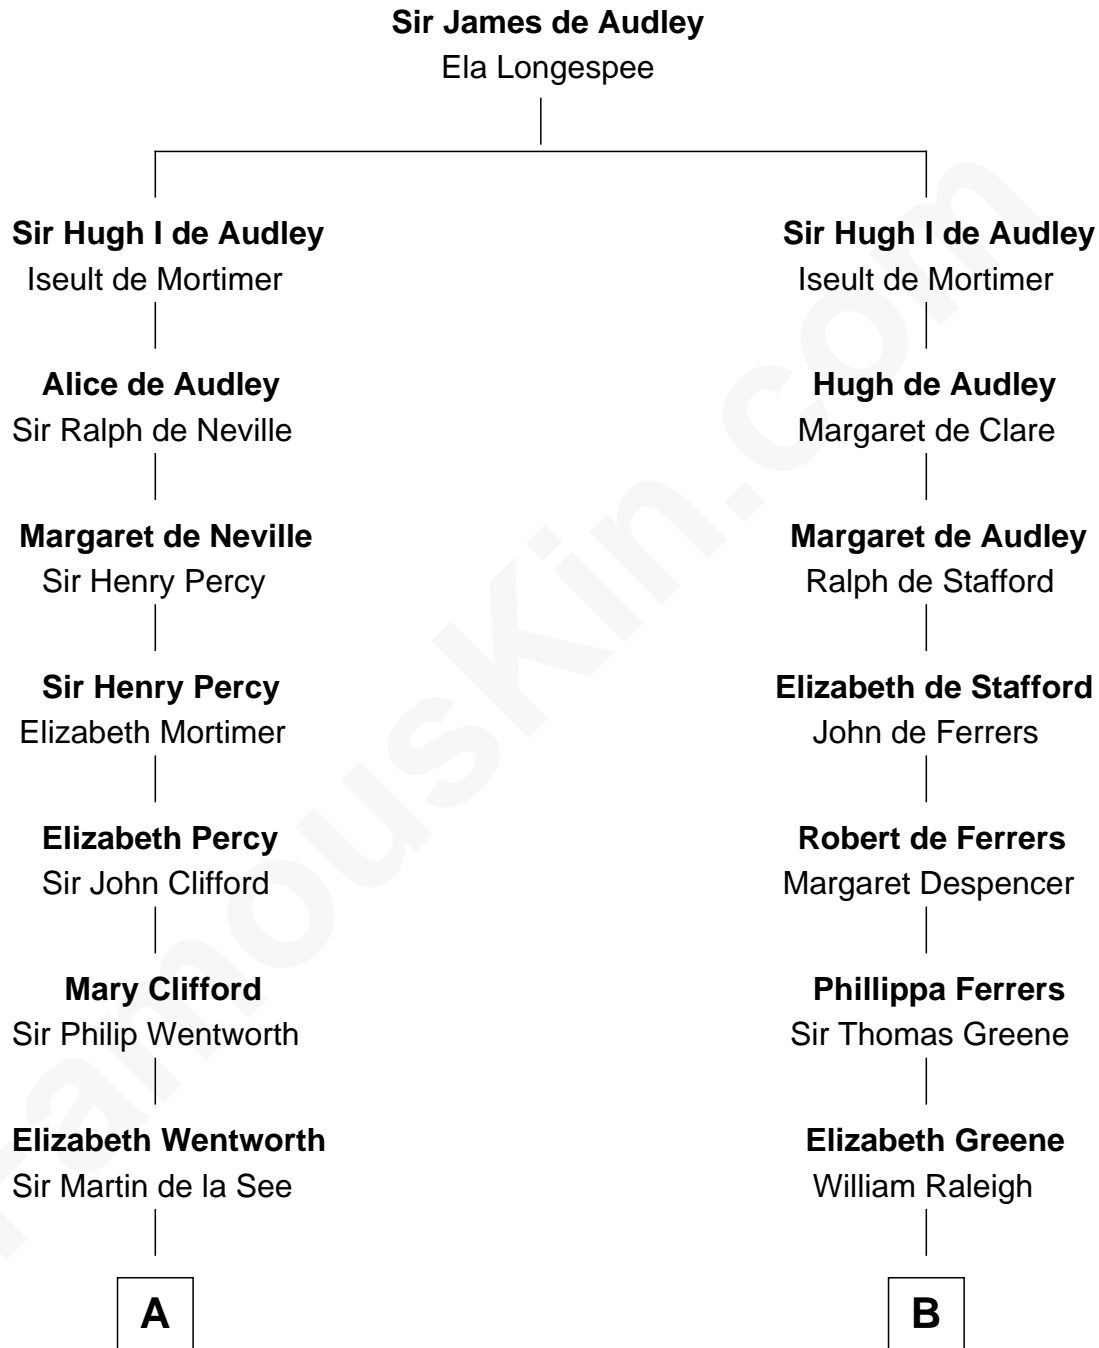 Sir James de Audley
Ela Longespee
Sir Hugh I de Audley
Iseult de Mortimer
Sir Hugh I de Audley
Iseult de Mortimer
Alice de Audley
Sir Ralph de Neville
Hugh de Audley
Margaret de Clare
Margaret de Neville
Sir Henry Percy
Margaret de Audley
Ralph de Stafford
Sir Henry Percy
Elizabeth Mortimer
Elizabeth de Stafford
John de Ferrers
Elizabeth Percy
Sir John Clifford
Robert de Ferrers
Margaret Despencer
Mary Clifford
Sir Philip Wentworth
Phillippa Ferrers
Sir Thomas Greene
Elizabeth Wentworth
Sir Martin de la See
Elizabeth Greene
William Raleigh
A
B
FamousKin.com